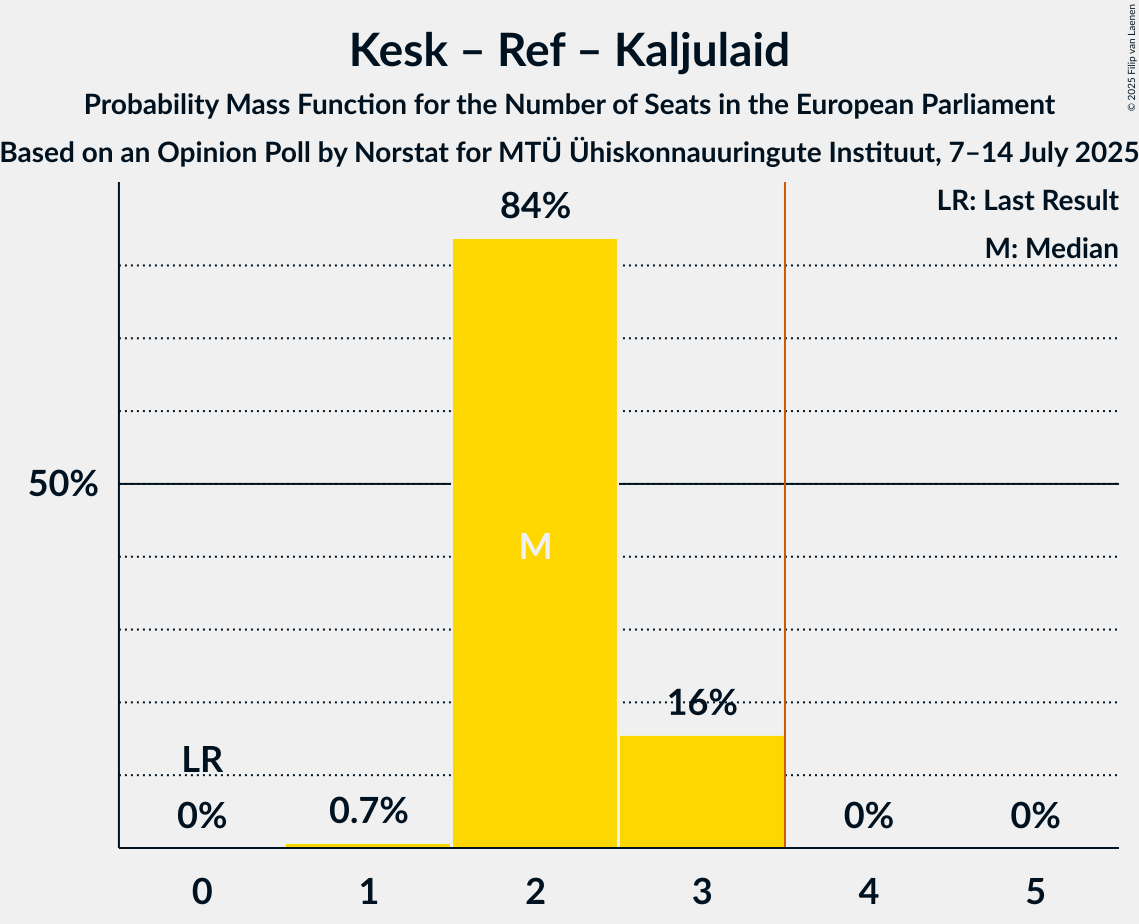 Kesk – Ref – Kaljulaid
Probability Mass Function for the Number of Seats in the European Parliament
Based on an Opinion Poll by Norstat for MTÜ Ühiskonnauuringute Instituut, 7–14 July 2025
© 2025 Filip van Laenen
LR: Last Result
M: Median
84%
50%
M
16%
LR
0%
0.7%
0%
0%
0 1 2 3 4 5